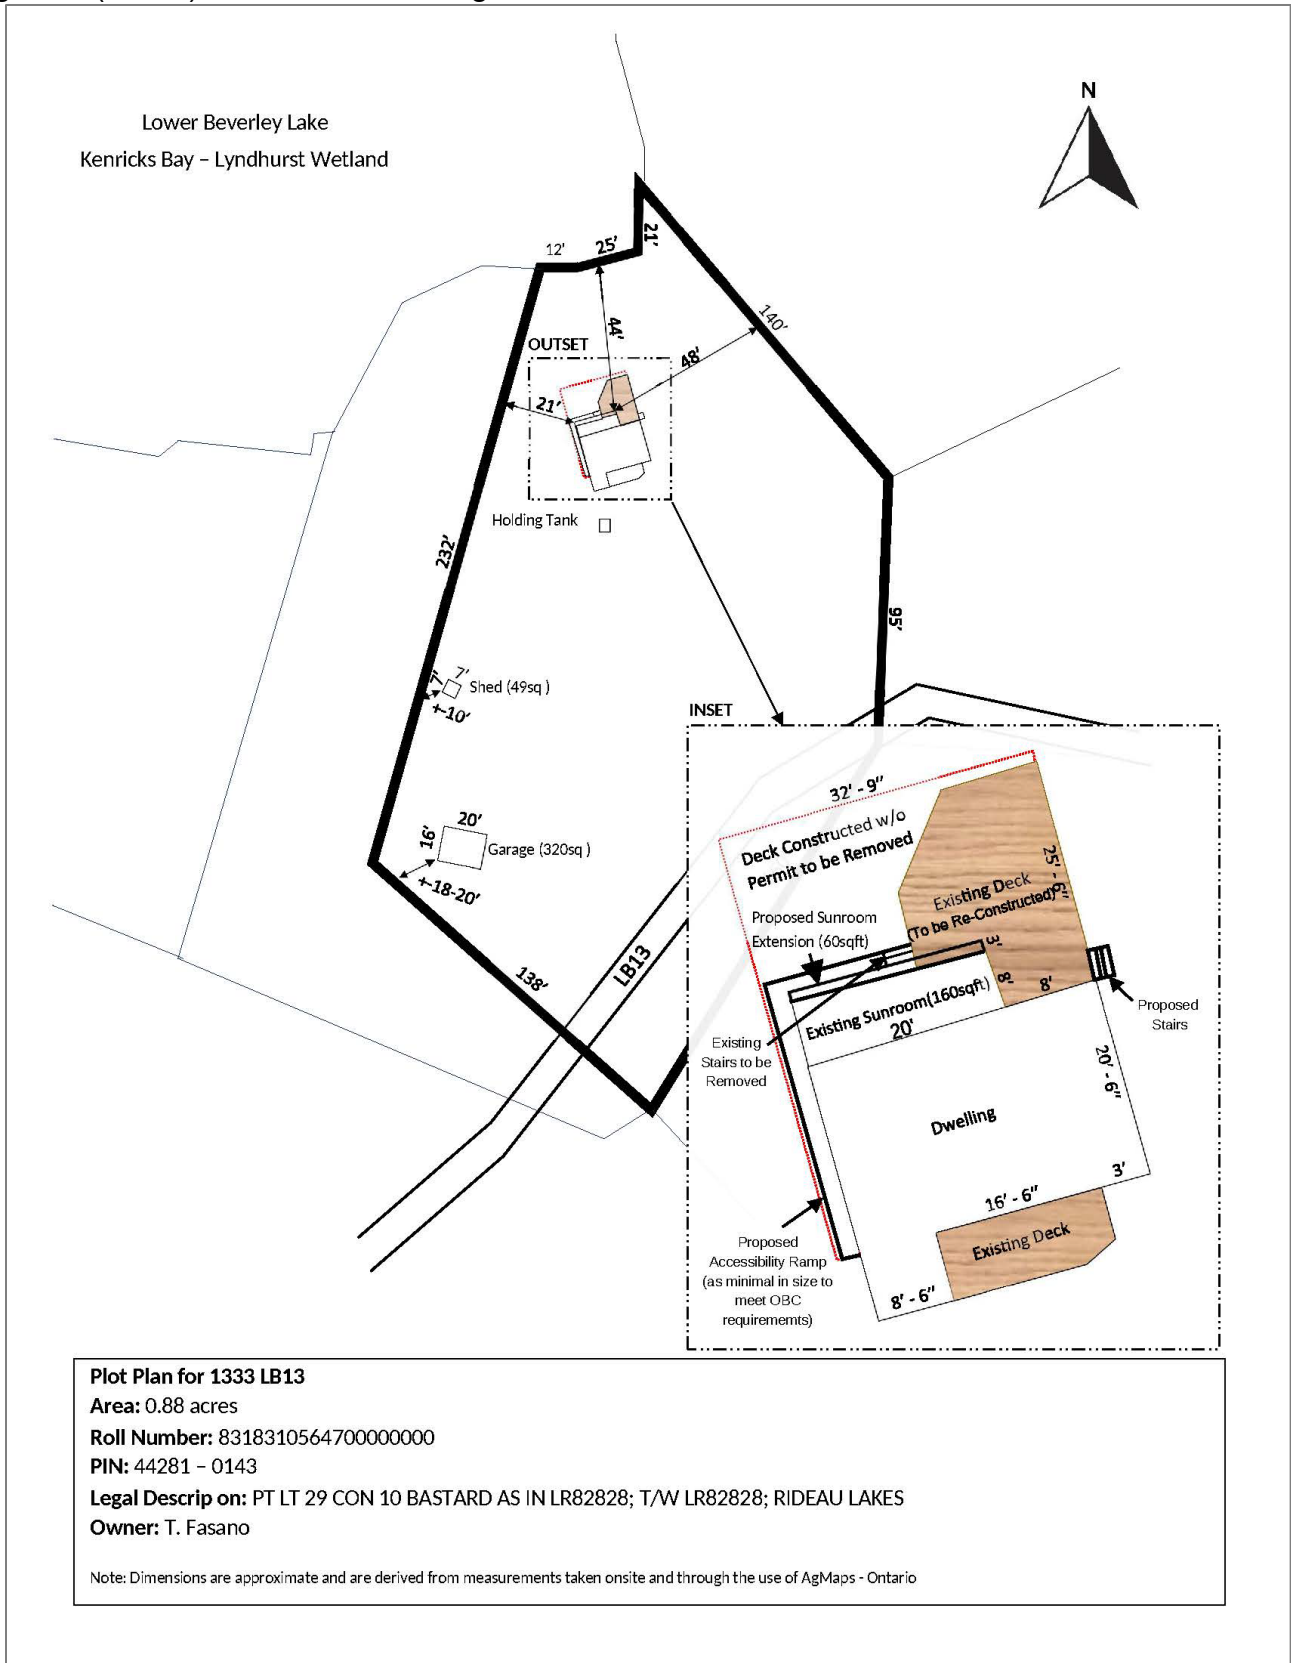 N
Lower Beverley Lake
Kenricks Bay – Lyndhurst Wetland
12'
25'
21'
140'
44'
OUTSET
48'
21'
Holding Tank
232'
95'
7'
7'
Shed (49sq )
+-10'
INSET
20'
16'
Garage (320sq )
+-18-20'
138'
LB13
32' - 9"
Deck Constructed w/o
Permit to be Removed
25' - 6"
Existing Deck
(To be Re-Constructed)
Proposed Sunroom
Extension (60sqft)
3'
8'
8'
Existing Sunroom(160sqft)
20'
Proposed
Stairs
Existing
Stairs to be
Removed
20' - 6"
Dwelling
3'
16' - 6"
Existing Deck
8' - 6"
Proposed
Accessibility Ramp
(as minimal in size to
meet OBC
requirememts)
Plot Plan for 1333 LB13
Area: 0.88 acres
Roll Number: 8318310564700000000
PIN: 44281 – 0143
Legal Descrip on: PT LT 29 CON 10 BASTARD AS IN LR82828; T/W LR82828; RIDEAU LAKES
Owner: T. Fasano
Note: Dimensions are approximate and are derived from measurements taken onsite and through the use of AgMaps - Ontario